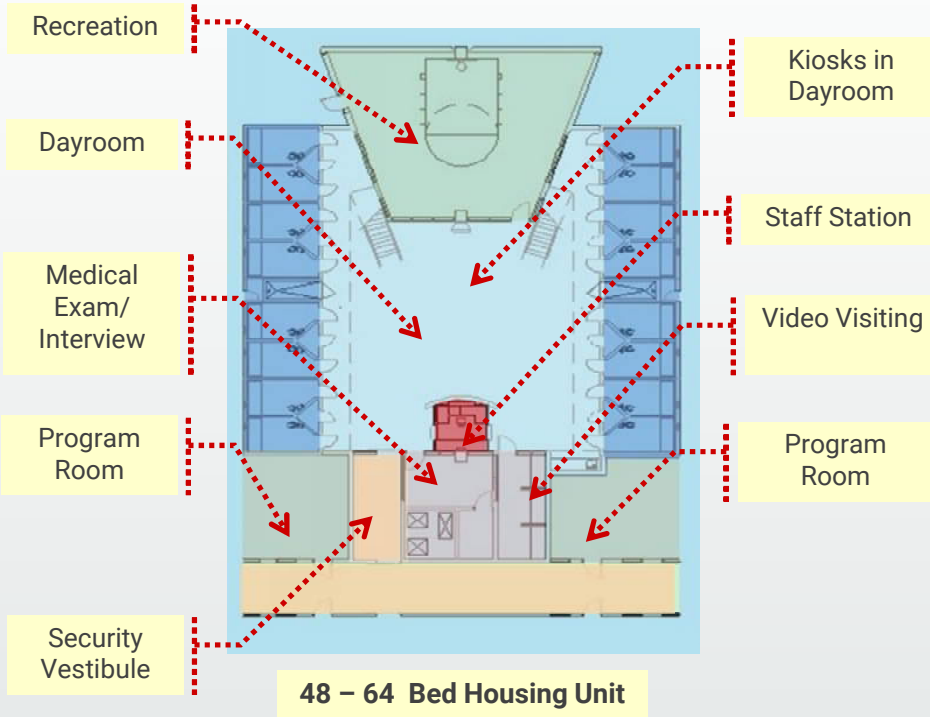 Recreation
Dayroom
Medical
Exam/
Interview
Program
Room
Security
Vestibule
Kiosks in
Dayroom
Staff Station
Video Visiting
Program
Room
48 – 64 Bed Housing Unit